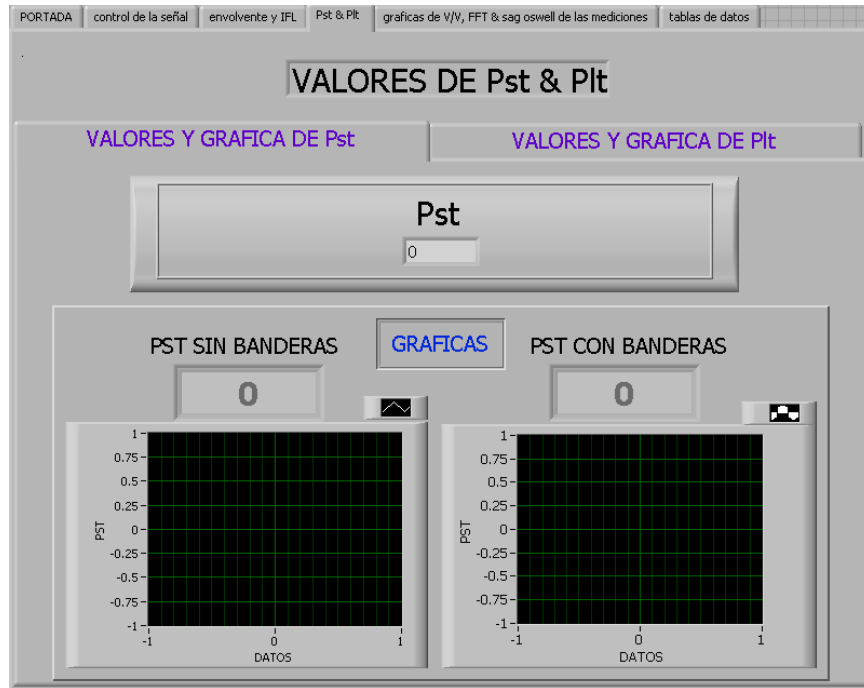 PORTADA control de la señal envolvente y IFL Pst & Plt graficas de V/V, FFT & sag oswell de las mediciones tablas de datos
VALORES DE Pst & Plt
VALORES Y GRAFICA DE Pst VALORES Y GRAFICA DE Plt
Pst
0
GRAFICAS
PST SIN BANDERAS
0
1
0.75
0.5
0.25
0
-0.25
-0.5
-0.75
-1
PST
-1 0 1
DATOS
PST CON BANDERAS
0
1
0.75
0.5
0.25
0
-0.25
-0.5
-0.75
-1
PST
-1 0 1
DATOS